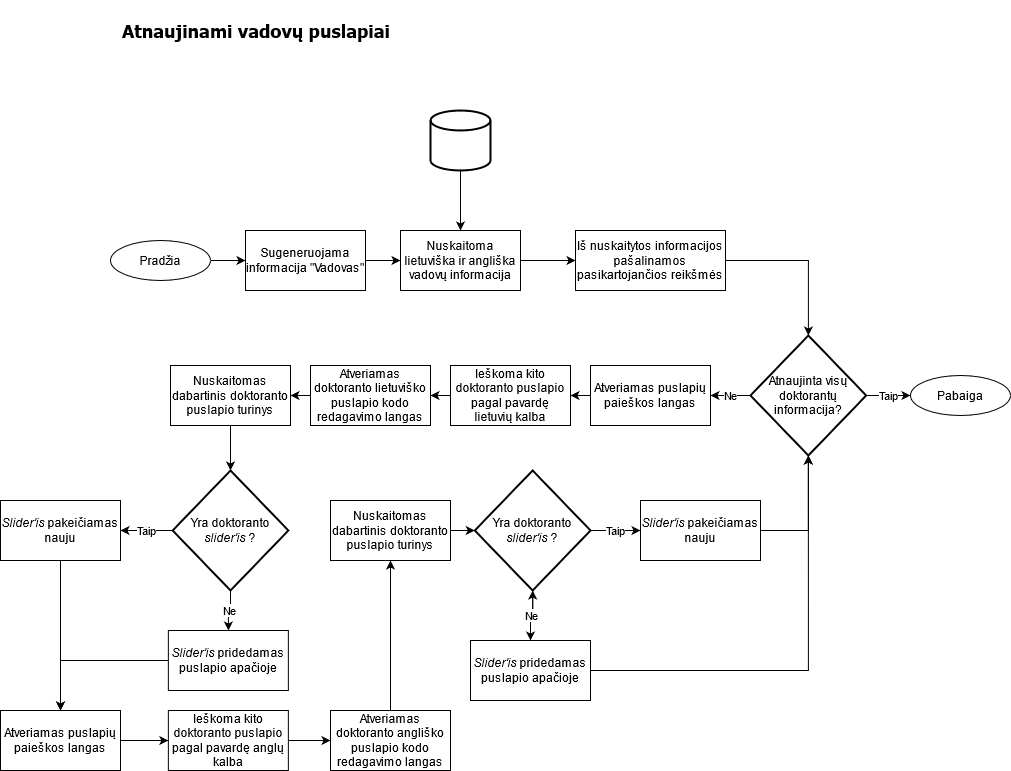 Atnaujinami vadovų puslapiai
Pradžia
Sugeneruojama
informacija "Vadovas"
Nuskaitoma
lietuviška ir angliška
vadovų informacija
Iš nuskaitytos informacijos
pašalinamos
pasikartojančios reikšmės
Atnaujinta visų
doktorantų
informacija?
Taip
Pabaiga
Ne
Atveriamas puslapių
paieškos langas
Ieškoma kito
doktoranto puslapio
pagal pavardę
lietuvių kalba
Atveriamas
doktoranto lietuviško
puslapio kodo
redagavimo langas
Nuskaitomas
dabartinis doktoranto
puslapio turinys
Yra doktoranto
slider'is ?
Taip
Slider'is pakeičiamas
nauju
Ne
Slider'is pridedamas
puslapio apačioje
Atveriamas puslapių
paieškos langas
Ieškoma kito
doktoranto puslapio
pagal pavardę anglų
kalba
Atveriamas
doktoranto angliško
puslapio kodo
redagavimo langas
Nuskaitomas
dabartinis doktoranto
puslapio turinys
Yra doktoranto
slider'is ?
Taip
Slider'is pakeičiamas
nauju
Ne
Slider'is pridedamas
puslapio apačioje